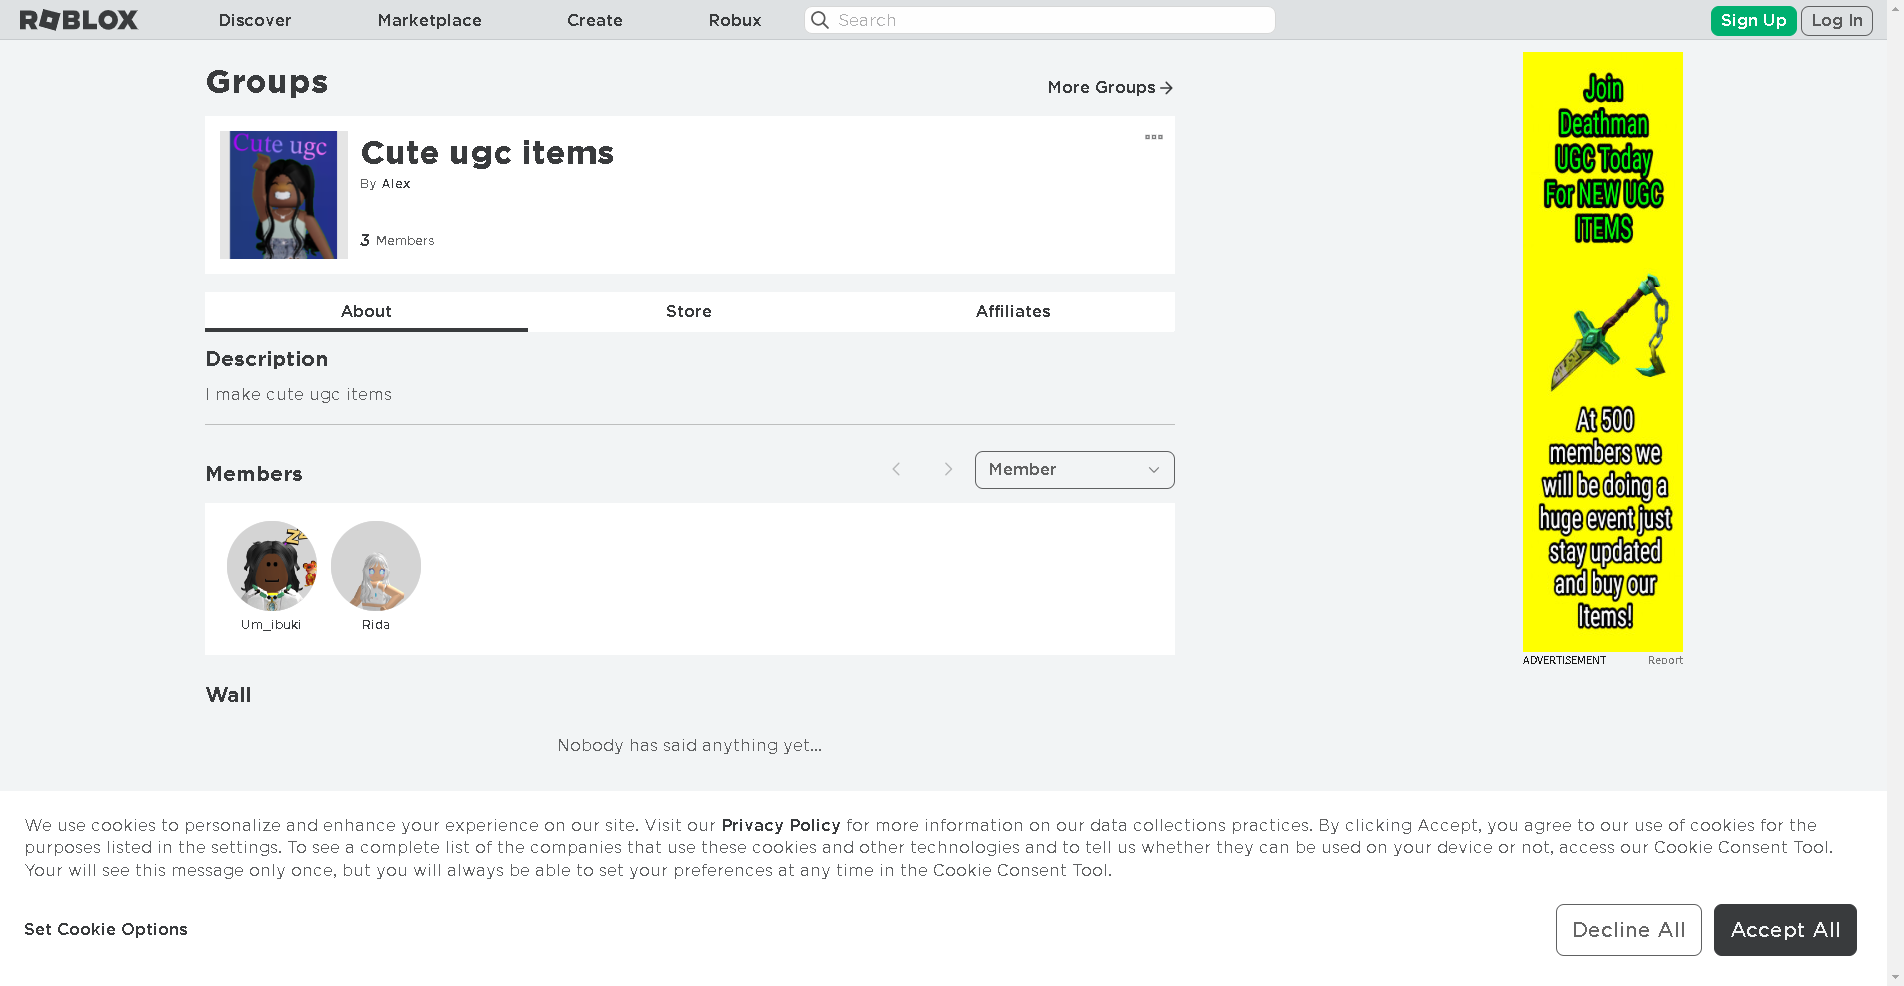 ROBLOX Discover Marketplace Create Robux Search Sign Up Log In
Groups
More Groups
Cute ugc
Cute ugc items
By Alex
3 Members
About Store Affiliates
Description
I make cute ugc items
Members
Member
Um_ibuki Rida
Wall
Nobody has said anything yet...
Join
Deathman
UGC Today
For NEW UGC
ITEMS
At 500
members we
will be doing a
huge event just
stay updated
and buy our
Items!
ADVERTISEMENT Report
We use cookies to personalize and enhance your experience on our site. Visit our Privacy Policy for more information on our data collections practices. By clicking Accept, you agree to our use of cookies for the
purposes listed in the settings. To see a complete list of the companies that use these cookies and other technologies and to tell us whether they can be used on your device or not, access our Cookie Consent Tool.
Your will see this message only once, but you will always be able to set your preferences at any time in the Cookie Consent Tool.
Set Cookie Options
Decline All Accept All